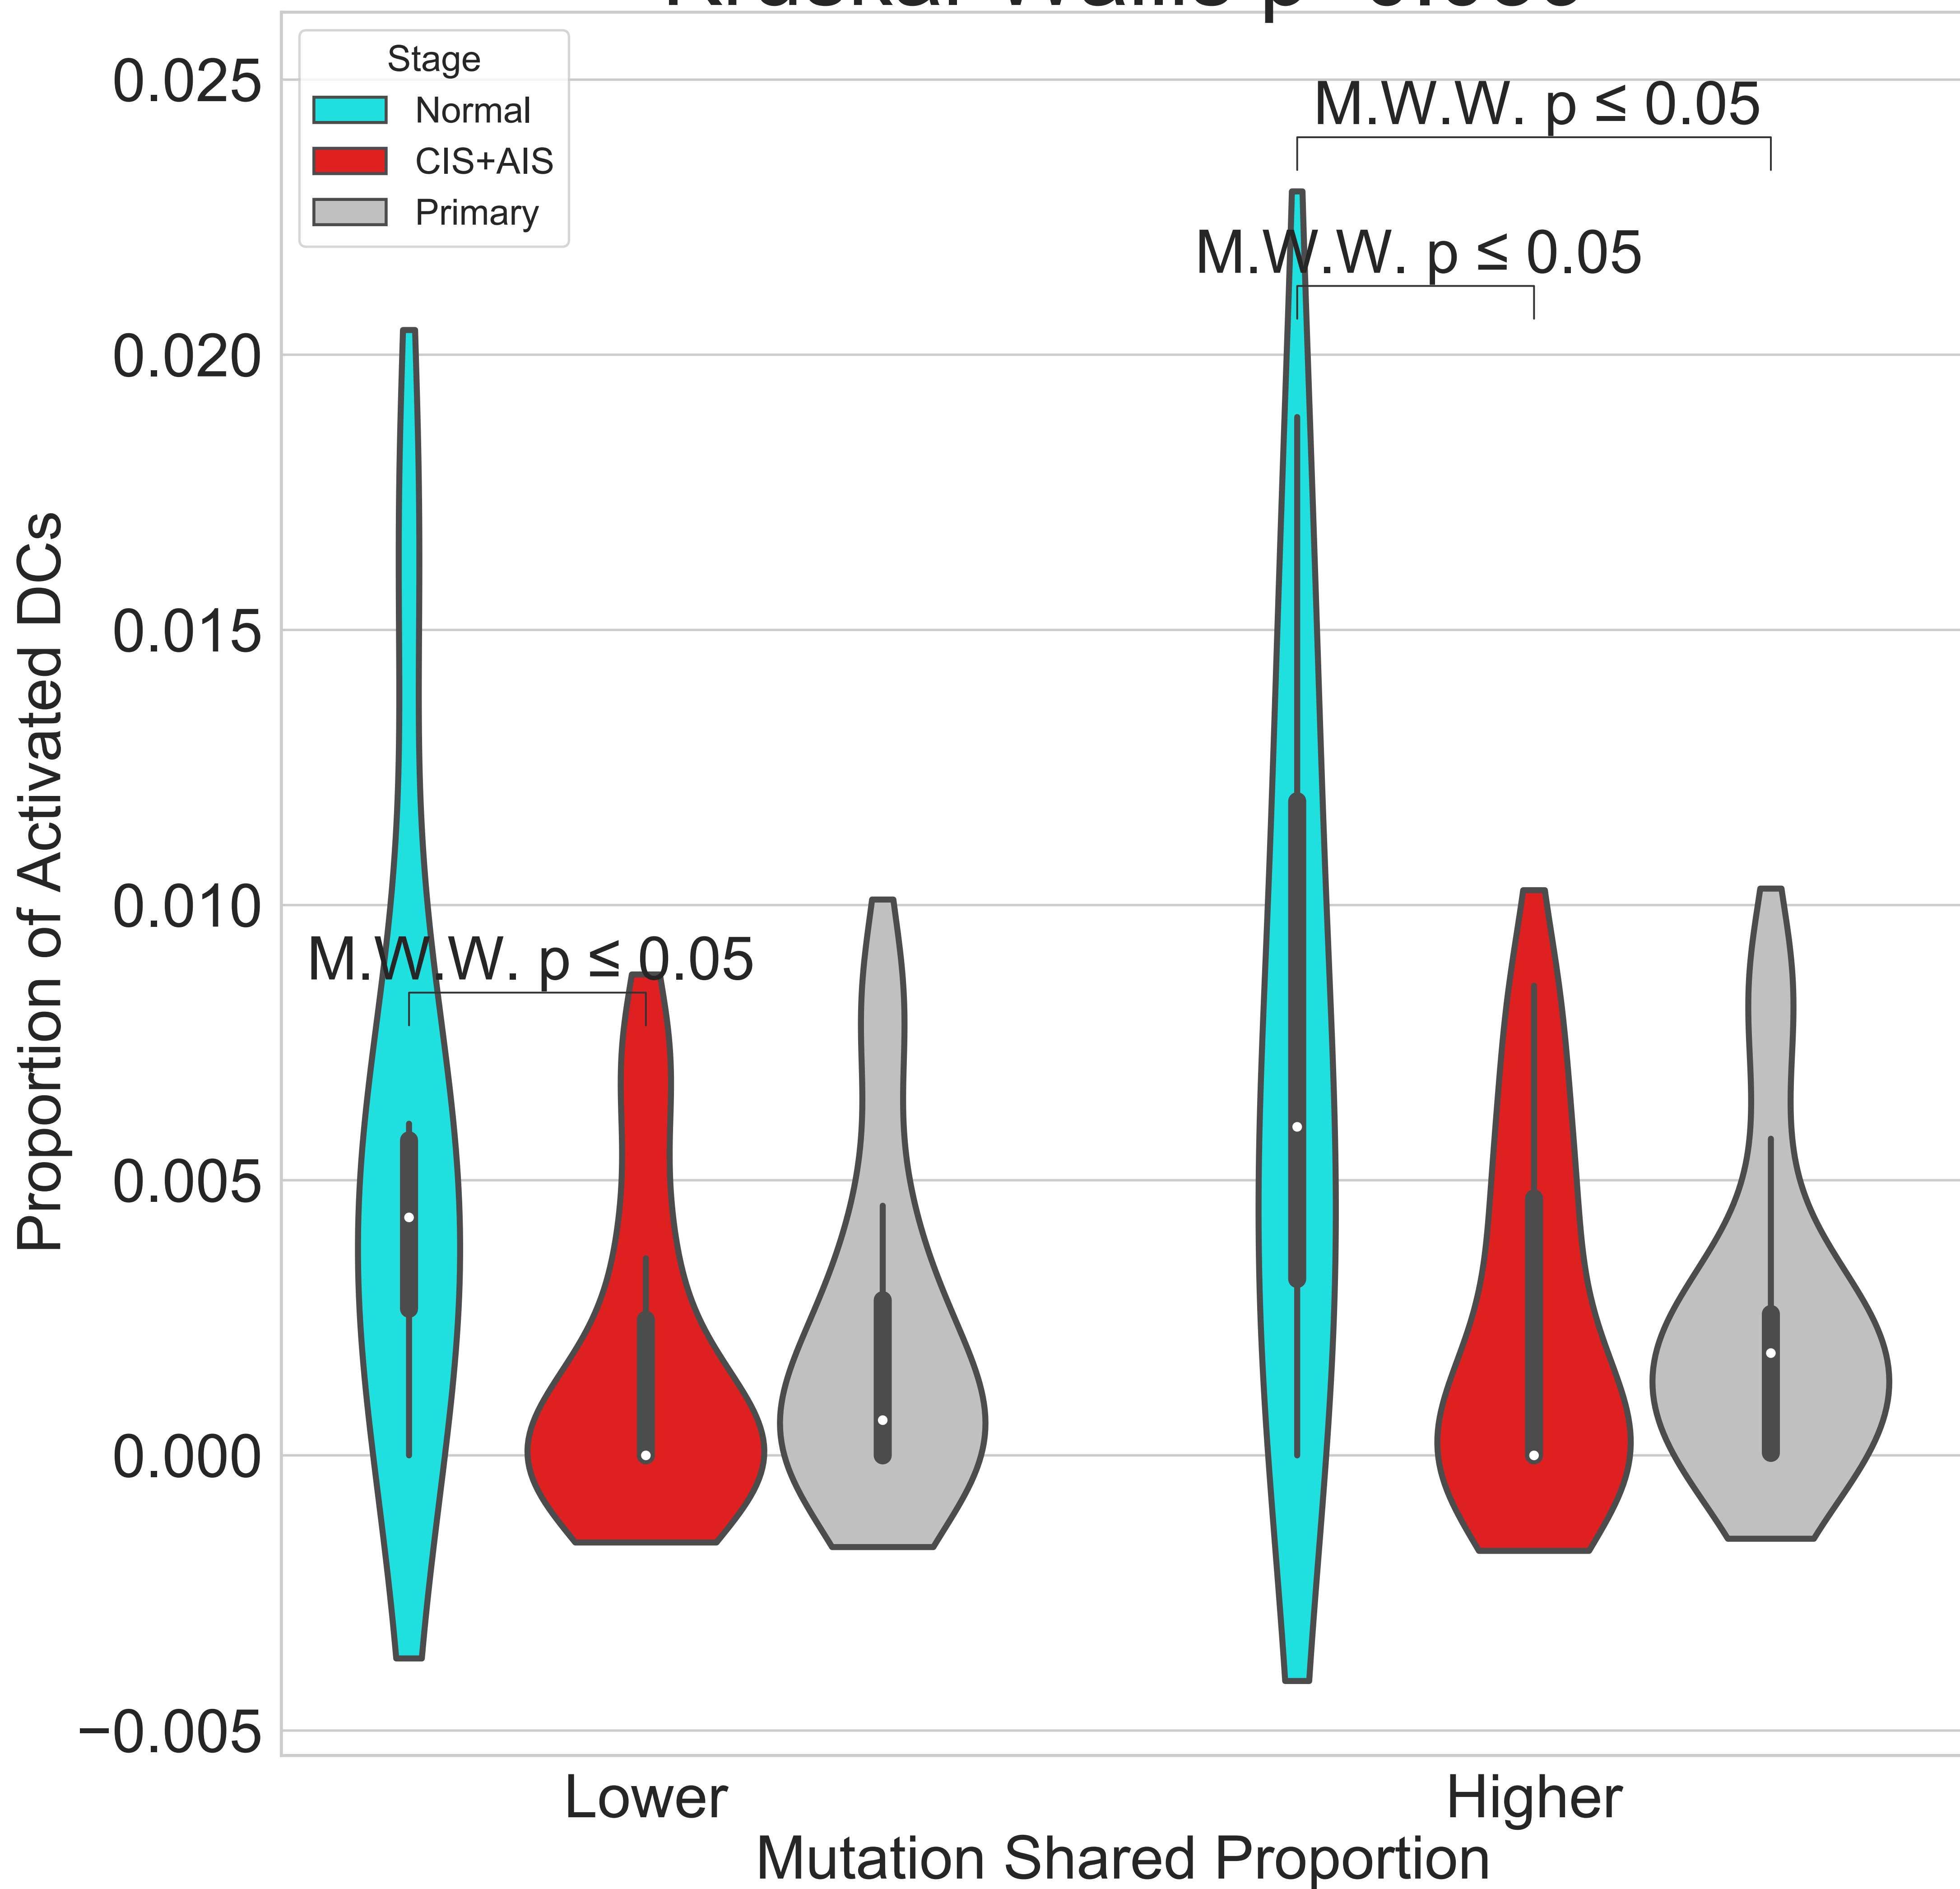 Stage
Normal
CIS+AIS
Primary
M.W.W. p ≤ 0.05
M.W.W. p ≤ 0.05
M.W.W. p ≤ 0.05
0.025
0.020
0.015
0.010
0.005
0.000
−0.005
Proportion of Activated DCs
Lower
Higher
Mutation Shared Proportion